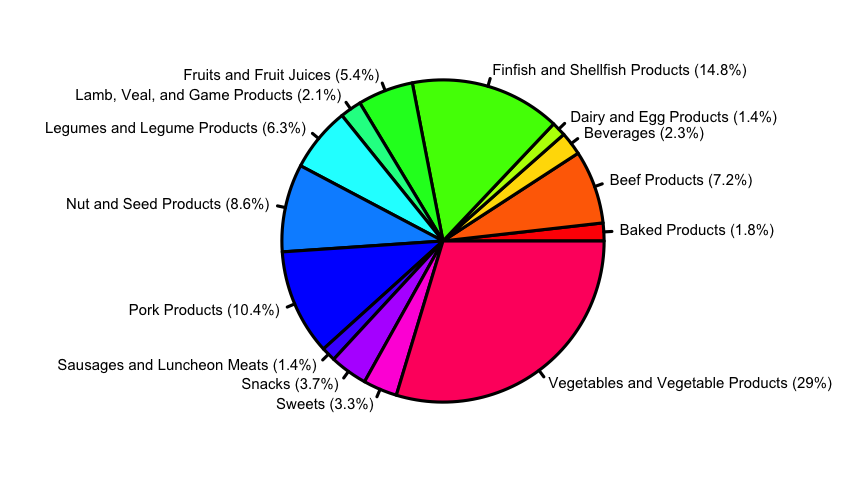 Finfish and Shellfish Products (14.8%)
Fruits and Fruit Juices (5.4%)
Lamb, Veal, and Game Products (2.1%)
Dairy and Egg Products (1.4%)
Legumes and Legume Products (6.3%)
Beverages (2.3%)
Beef Products (7.2%)
Nut and Seed Products (8.6%)
Baked Products (1.8%)
Pork Products (10.4%)
Sausages and Luncheon Meats (1.4%)
Snacks (3.7%)
Vegetables and Vegetable Products (29%)
Sweets (3.3%)